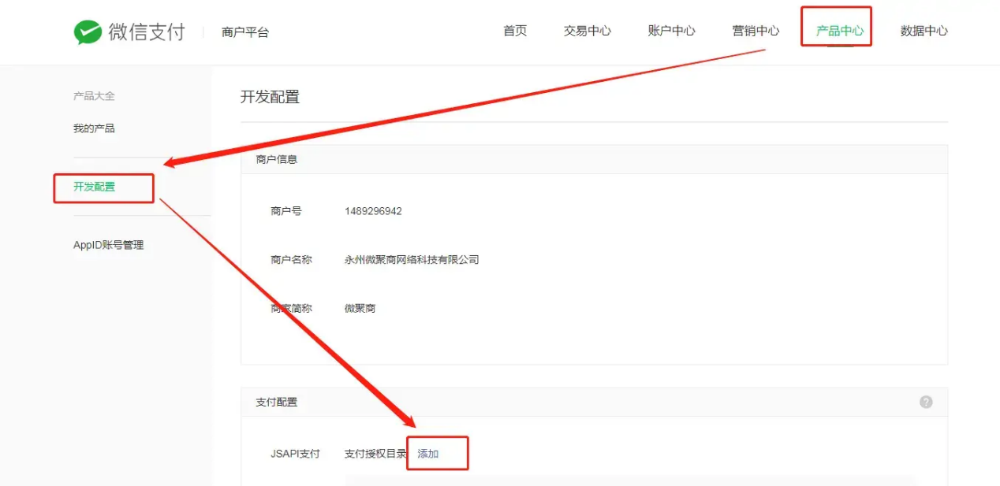 微信支付 商户平台 首页 交易中心 账户中心 营销中心 产品中心 数据中心
产品大全
我的产品
开发配置
AppID账号管理
开发配置
商户信息
商户号 1489296942
商户名称 永州微聚商网络科技有限公司
商家简称 微聚商
支付配置 ?
JSAPI支付 支付授权目录 添加